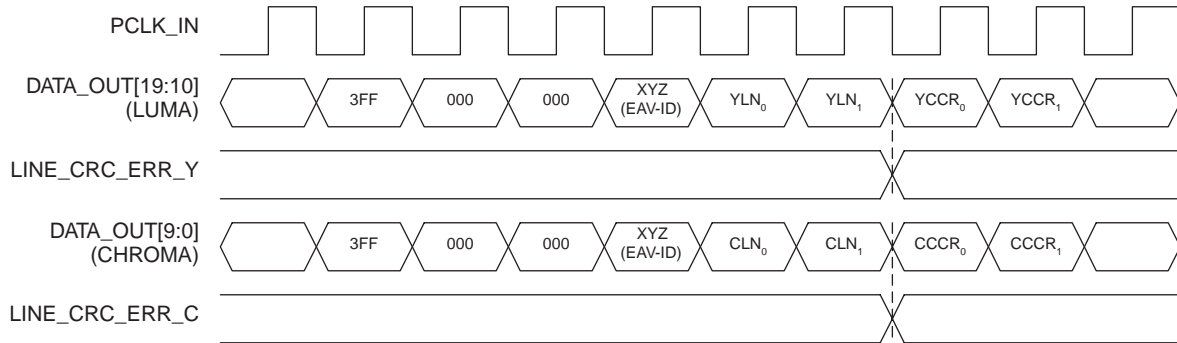 PCLK_IN
DATA_OUT[19:10]
(LUMA)
3FF
000
000
XYZ
(EAV-ID)
YLN₀
YLN₁
YCCR₀
YCCR₁
LINE_CRC_ERR_Y
DATA_OUT[9:0]
(CHROMA)
3FF
000
000
XYZ
(EAV-ID)
CLN₀
CLN₁
CCCR₀
CCCR₁
LINE_CRC_ERR_C